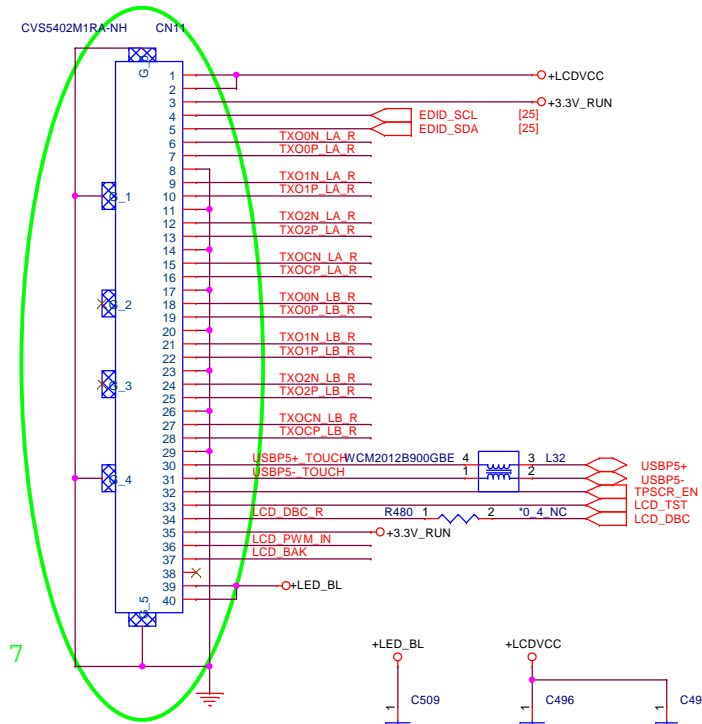 CVS5402M1RA-NH CN11
G_0
1 +LCDVCC
2
3 +3.3V_RUN
4 EDID_SCL [25]
5 EDID_SDA [25]
6 TXO0N_LA_R
7 TXO0P_LA_R
8
9 TXO1N_LA_R
G_1
10 TXO1P_LA_R
11
12 TXO2N_LA_R
13 TXO2P_LA_R
14
15 TXOCN_LA_R
16 TXOCP_LA_R
17
G_2
18 TXO0N_LB_R
19 TXO0P_LB_R
20
21 TXO1N_LB_R
22 TXO1P_LB_R
23
G_3
24 TXO2N_LB_R
25 TXO2P_LB_R
26
27 TXOCN_LB_R
28 TXOCP_LB_R
29
30 USBP5+_TOUCH WCM2012B900GBE 4 3 L32 USBP5+
G_4
31 USBP5-_TOUCH 1 2 USBP5-
32 TPSCR_EN
33 LCD_TST
34 LCD_DBC_R R480 1 2 *0_4_NC LCD_DBC
35 +3.3V_RUN
36 LCD_PWM_IN
37 LCD_BAK
38
39 +LED_BL
40
G_5
7
+LED_BL +LCDVCC
C509 C496 C49
1 1 1